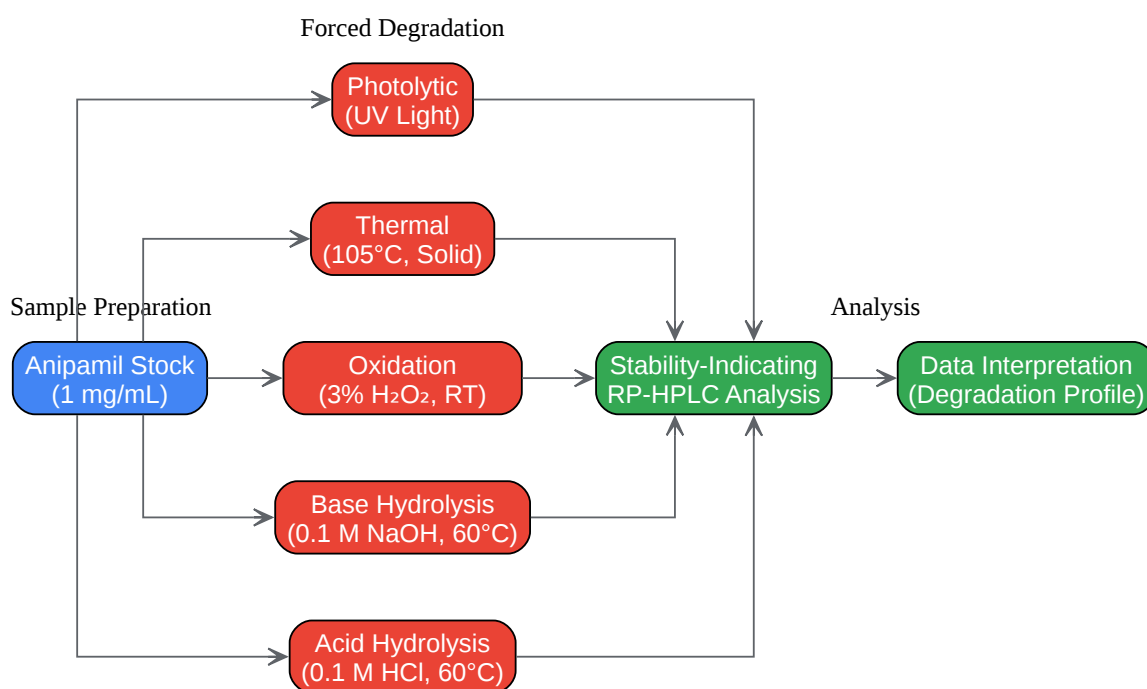 Forced Degradation
Photolytic
(UV Light)
Thermal
(105°C, Solid)
Sample Preparation
Analysis
Anipamil Stock
(1 mg/mL)
Oxidation
(3% H₂O₂, RT)
Stability-Indicating
RP-HPLC Analysis
Data Interpretation
(Degradation Profile)
Base Hydrolysis
(0.1 M NaOH, 60°C)
Acid Hydrolysis
(0.1 M HCl, 60°C)